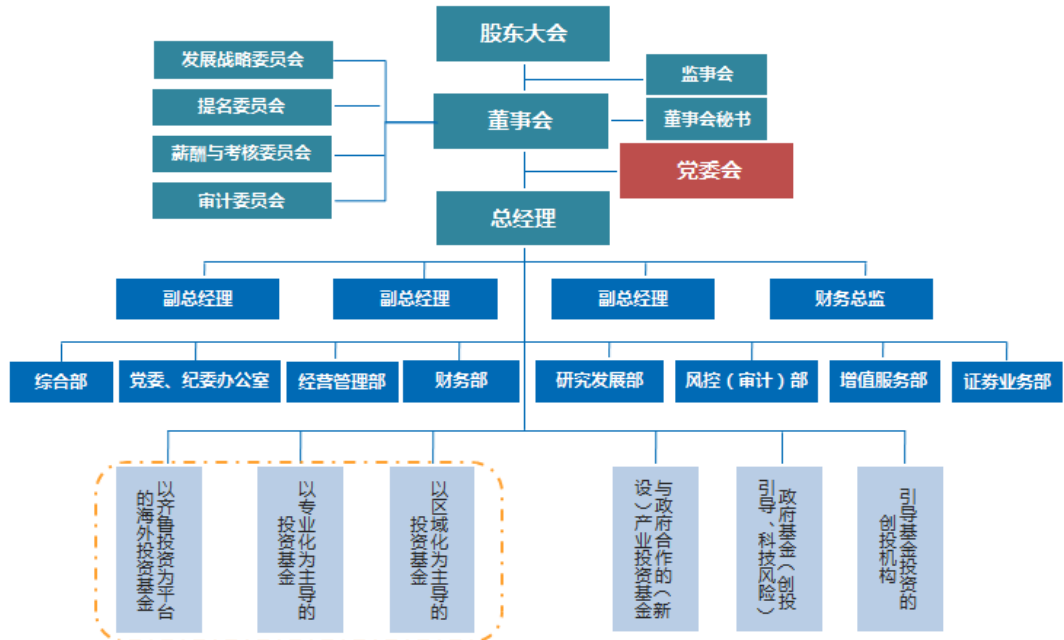 股东大会
发展战略委员会
监事会
提名委员会
董事会
董事会秘书
薪酬与考核委员会
党委会
审计委员会
总经理
副总经理
副总经理
副总经理
财务总监
综合部
党委、纪委办公室
经营管理部
财务部
研究发展部
风控（审计）部
增值服务部
证券业务部
以齐鲁投资为平台
的海外投资基金
以专业化为主导的
投资基金
以区域化为主导的
投资基金
与政府合作的（新
设）产业投资基金
政府基金（创投
引导、科技风险）
引导基金投资的
创投机构